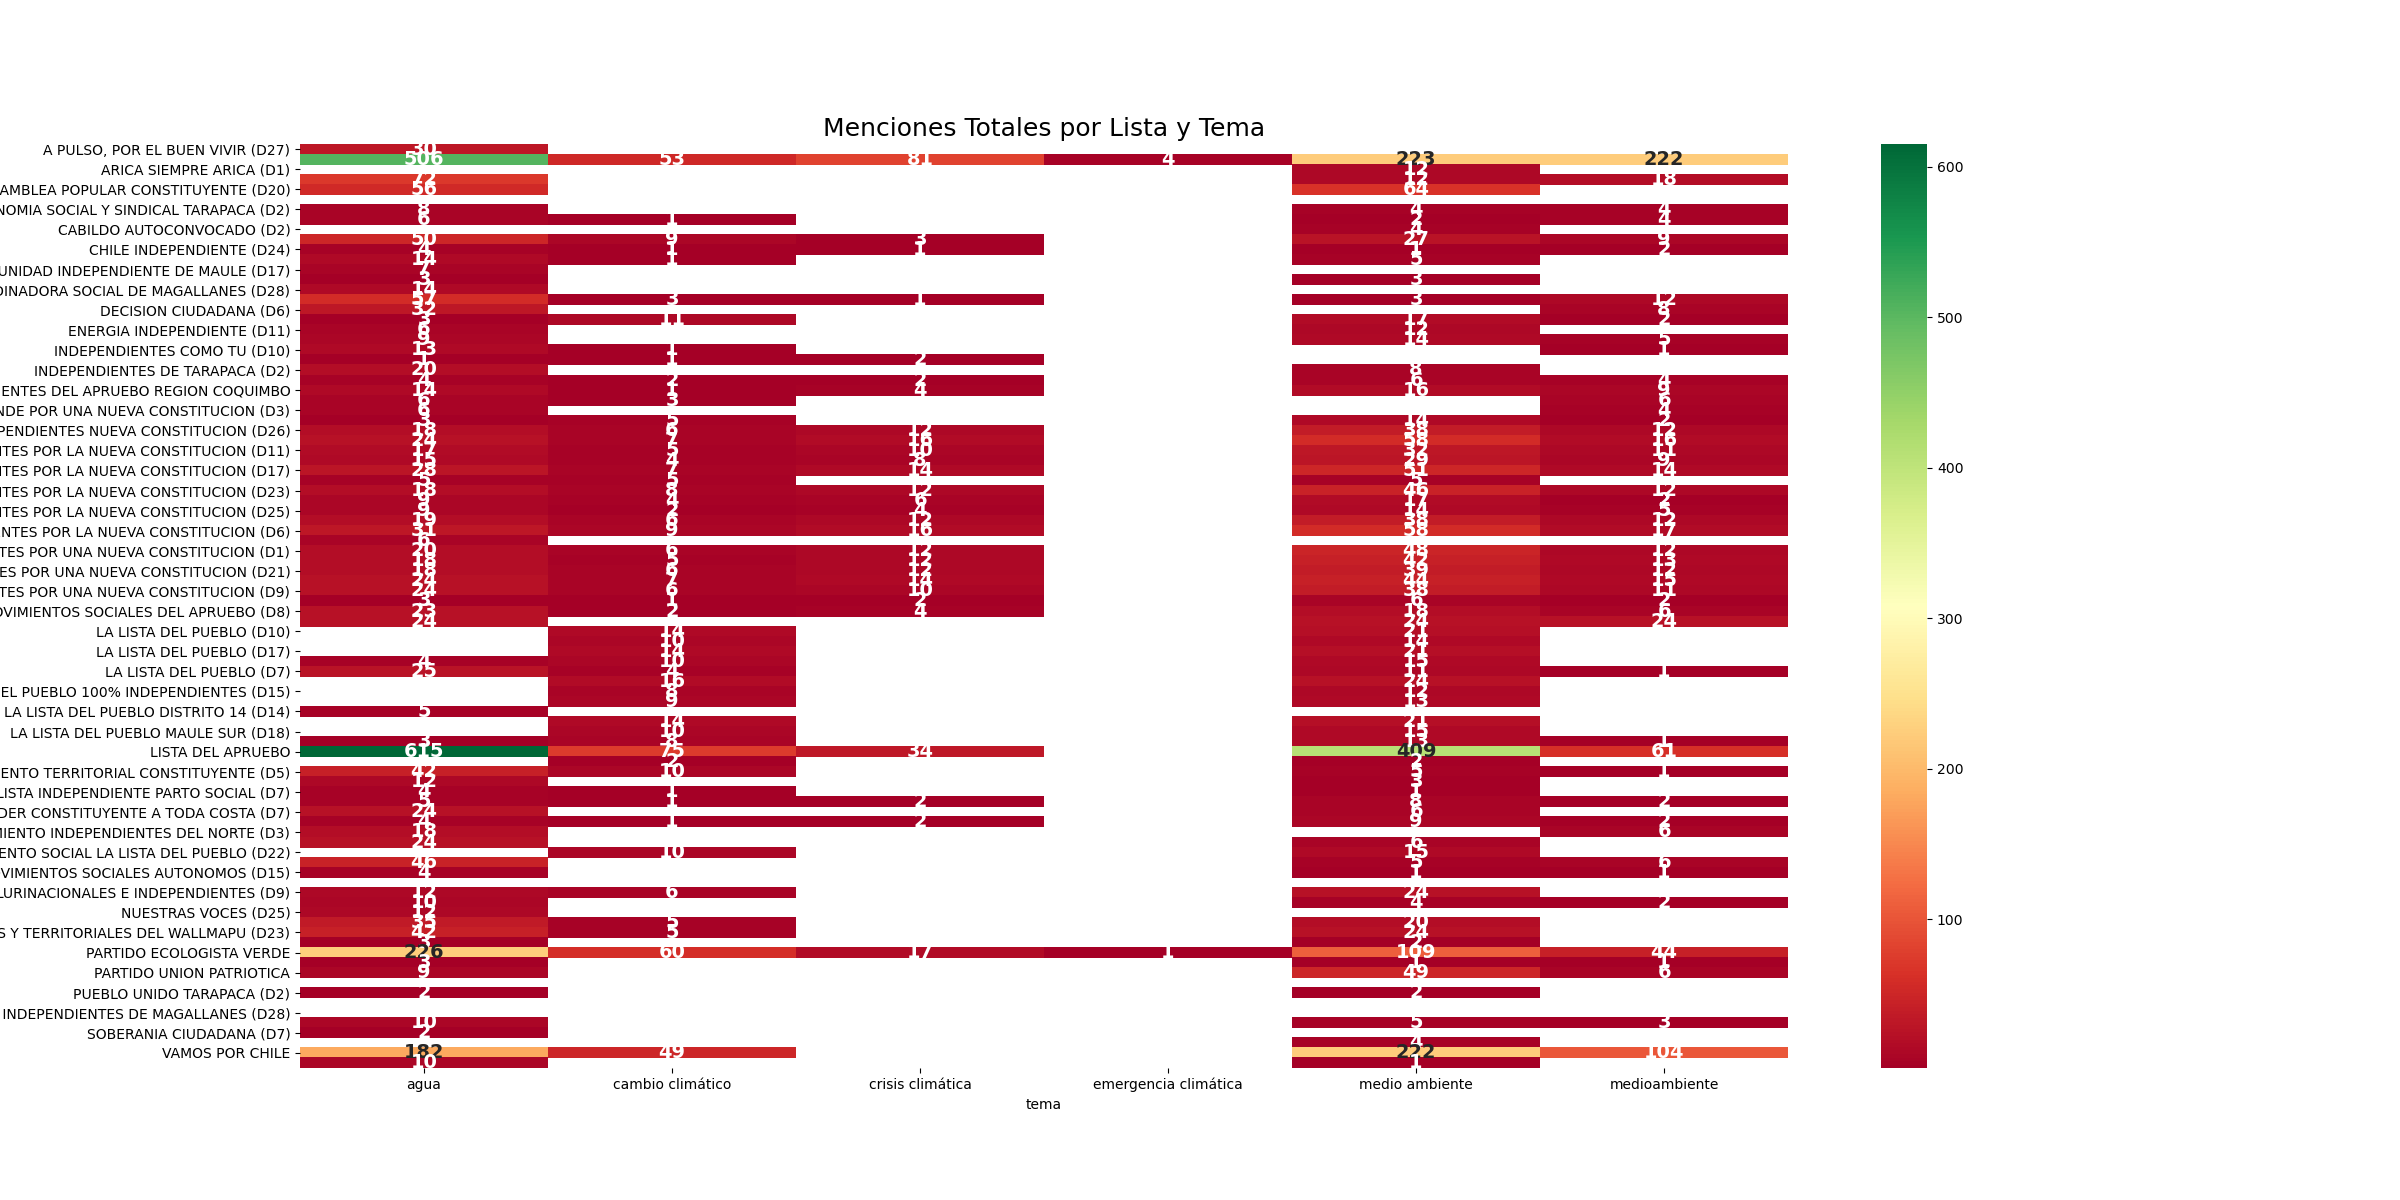 Menciones Totales por Lista y Tema
A PULSO, POR EL BUEN VIVIR (D27) 30
506 53 81 4 223 222
ARICA SIEMPRE ARICA (D1) 12
72 12 18
AMBLEA POPULAR CONSTITUYENTE (D20) 56 64
NOMIA SOCIAL Y SINDICAL TARAPACA (D2) 8 4 4
6 1 2 4
CABILDO AUTOCONVOCADO (D2) 4
50 9 3 27 9
CHILE INDEPENDIENTE (D24) 4 1 1 1 2
14 1 5
UNIDAD INDEPENDIENTE DE MAULE (D17) 7
3 3
DINADORA SOCIAL DE MAGALLANES (D28) 14
57 3 1 3 12
DECISION CIUDADANA (D6) 32
3 11 17 2
ENERGIA INDEPENDIENTE (D11) 6 12
9 14 5
INDEPENDIENTES COMO TU (D10) 13 1 1
1 1 2
INDEPENDIENTES DE TARAPACA (D2) 20 8
4 2 2 6 4
ENTES DEL APRUEBO REGION COQUIMBO 14 1 4 16 9
6 3 6
NDE POR UNA NUEVA CONSTITUCION (D3) 6 4
3 5 14 2
PENDIENTES NUEVA CONSTITUCION (D26) 18 6 12 38 12
24 7 16 58 16
NTES POR LA NUEVA CONSTITUCION (D11) 17 5 10 32 11
15 4 8 29 9
NTES POR LA NUEVA CONSTITUCION (D17) 28 7 14 51 14
5 5 5
NTES POR LA NUEVA CONSTITUCION (D23) 18 8 12 46 12
9 4 6 17 2
NTES POR LA NUEVA CONSTITUCION (D25) 9 2 4 14 5
19 6 12 38 12
ANTES POR LA NUEVA CONSTITUCION (D6) 31 9 16 58 17
6
TES POR UNA NUEVA CONSTITUCION (D1) 20 6 12 48 12
18 5 12 42 13
ES POR UNA NUEVA CONSTITUCION (D21) 18 6 12 39 12
24 7 14 44 15
TES POR UNA NUEVA CONSTITUCION (D9) 24 6 10 38 11
3 1 2 6 2
OVIMIENTOS SOCIALES DEL APRUEBO (D8) 23 2 4 18 6
24 24 24
LA LISTA DEL PUEBLO (D10) 14 21
10 14
LA LISTA DEL PUEBLO (D17) 14 21
4 10 15
LA LISTA DEL PUEBLO (D7) 25 4 11 1
16 24
EL PUEBLO 100% INDEPENDIENTES (D15) 8 12
9 13
LA LISTA DEL PUEBLO DISTRITO 14 (D14) 5
14 21
LA LISTA DEL PUEBLO MAULE SUR (D18) 10 15
3 8 13 1
LISTA DEL APRUEBO 615 75 34 409 61
2 2
ENTO TERRITORIAL CONSTITUYENTE (D5) 42 10 5 1
12 3
LISTA INDEPENDIENTE PARTO SOCIAL (D7) 4 1 1
5 1 2 8 2
DER CONSTITUYENTE A TODA COSTA (D7) 24 6
4 1 2 9 2
MIENTO INDEPENDIENTES DEL NORTE (D3) 18 6
24 6
ENTO SOCIAL LA LISTA DEL PUEBLO (D22) 10 15
46 5 6
OVIMIENTOS SOCIALES AUTONOMOS (D15) 4 1 1
LURINACIONALES E INDEPENDIENTES (D9) 12 6 24
10 4 2
NUESTRAS VOCES (D25) 12
35 5 20
S Y TERRITORIALES DEL WALLMAPU (D23) 42 5 24
3 2
PARTIDO ECOLOGISTA VERDE 226 60 17 1 109 44
3 1 1
PARTIDO UNION PATRIOTICA 9 49 6
PUEBLO UNIDO TARAPACA (D2) 2 2
INDEPENDIENTES DE MAGALLANES (D28)
10 5 3
SOBERANIA CIUDADANA (D7) 2
4
VAMOS POR CHILE 182 49 222 104
10 1
agua cambio climático crisis climática emergencia climática medio ambiente medioambiente
tema
600
500
400
300
200
100